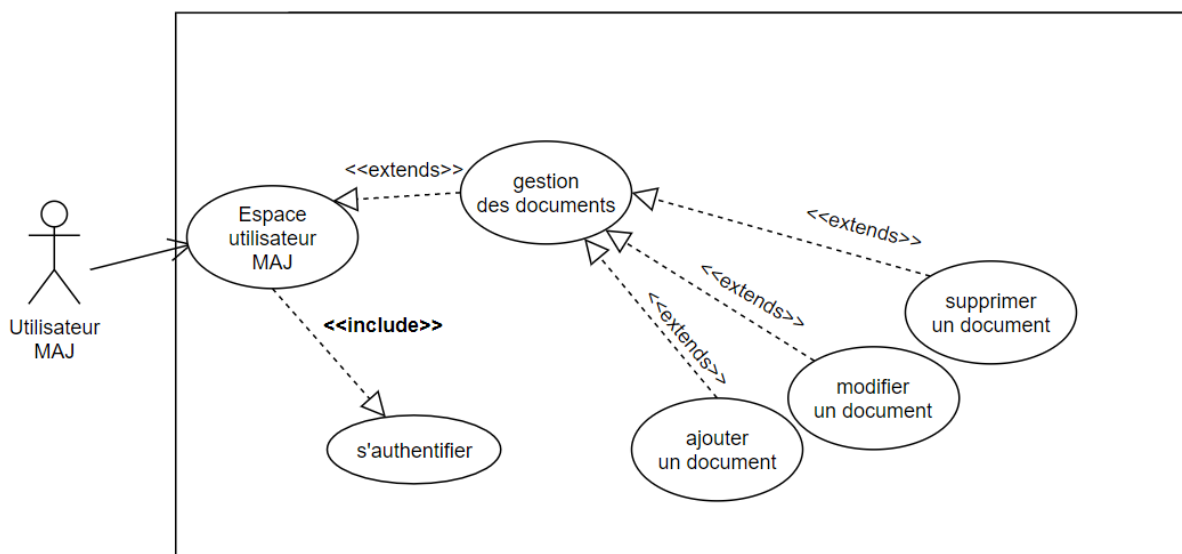 <<extends>>
gestion
des documents
Espace
utilisateur
MAJ
<<extends>>
<<extends>>
<<extends>>
supprimer
un document
Utilisateur
MAJ
<<include>>
modifier
un document
s'authentifier
ajouter
un document